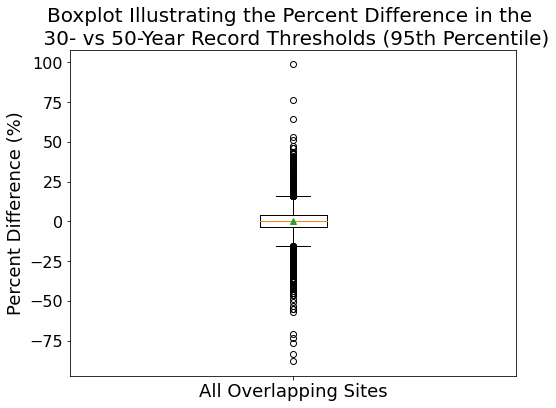 Boxplot Illustrating the Percent Difference in the
30- vs 50-Year Record Thresholds (95th Percentile)
Percent Difference (%)
100
75
50
25
0
−25
−50
−75
All Overlapping Sites